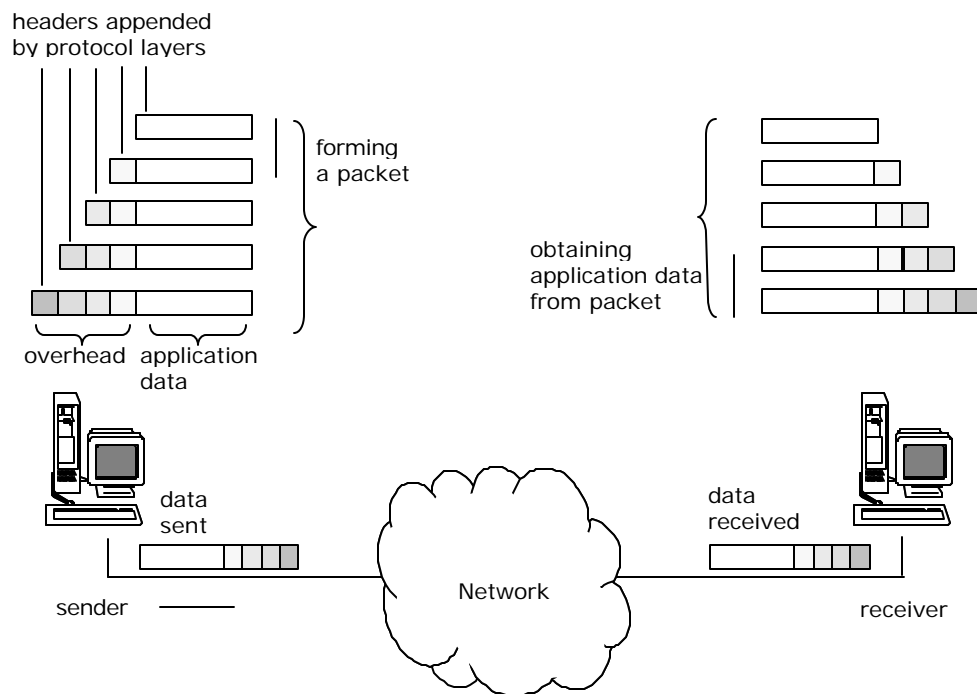 headers appended
by protocol layers
forming
a packet
obtaining
application data
from packet
overhead
application
data
data
sent
data
received
Network
sender
receiver